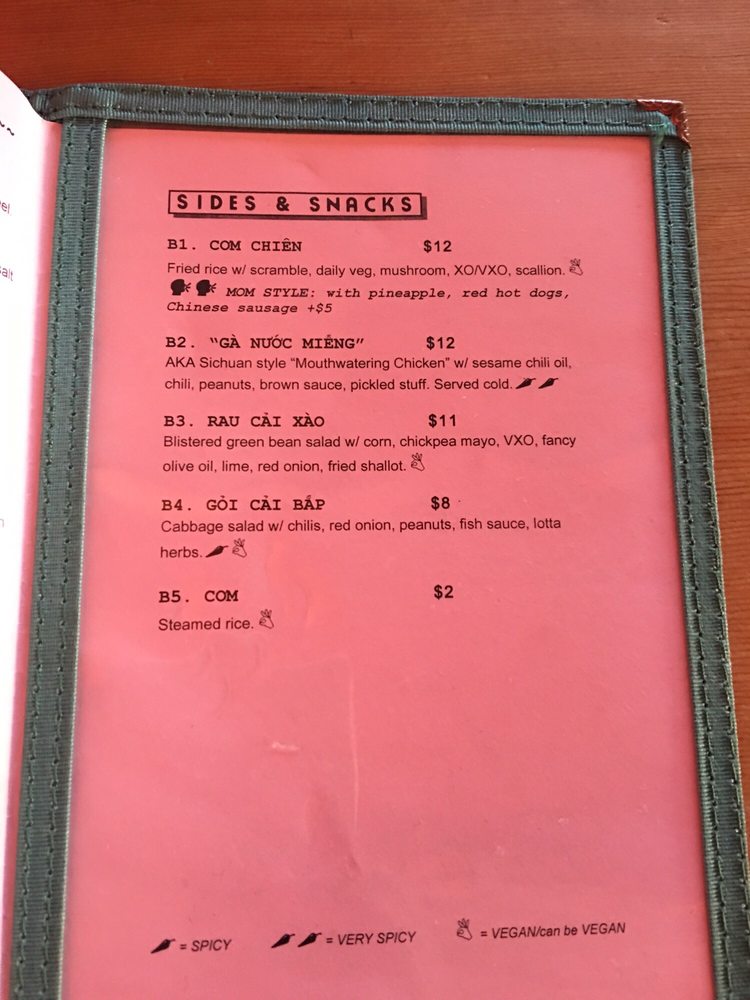 SIDES & SNACKS
B1. COM CHIÊN $12
Fried rice w/ scramble, daily veg, mushroom, XO/VXO, scallion.
MOM STYLE: with pineapple, red hot dogs,
Chinese sausage +$5
B2. “GÀ NƯỚC MIẾNG” $12
AKA Sichuan style “Mouthwatering Chicken” w/ sesame chili oil,
chili, peanuts, brown sauce, pickled stuff. Served cold.
B3. RAU CẢI XÀO $11
Blistered green bean salad w/ corn, chickpea mayo, VXO, fancy
olive oil, lime, red onion, fried shallot.
B4. GỎI CẢI BẮP $8
Cabbage salad w/ chilis, red onion, peanuts, fish sauce, lotta
herbs.
B5. COM $2
Steamed rice.
= SPICY = VERY SPICY = VEGAN/can be VEGAN